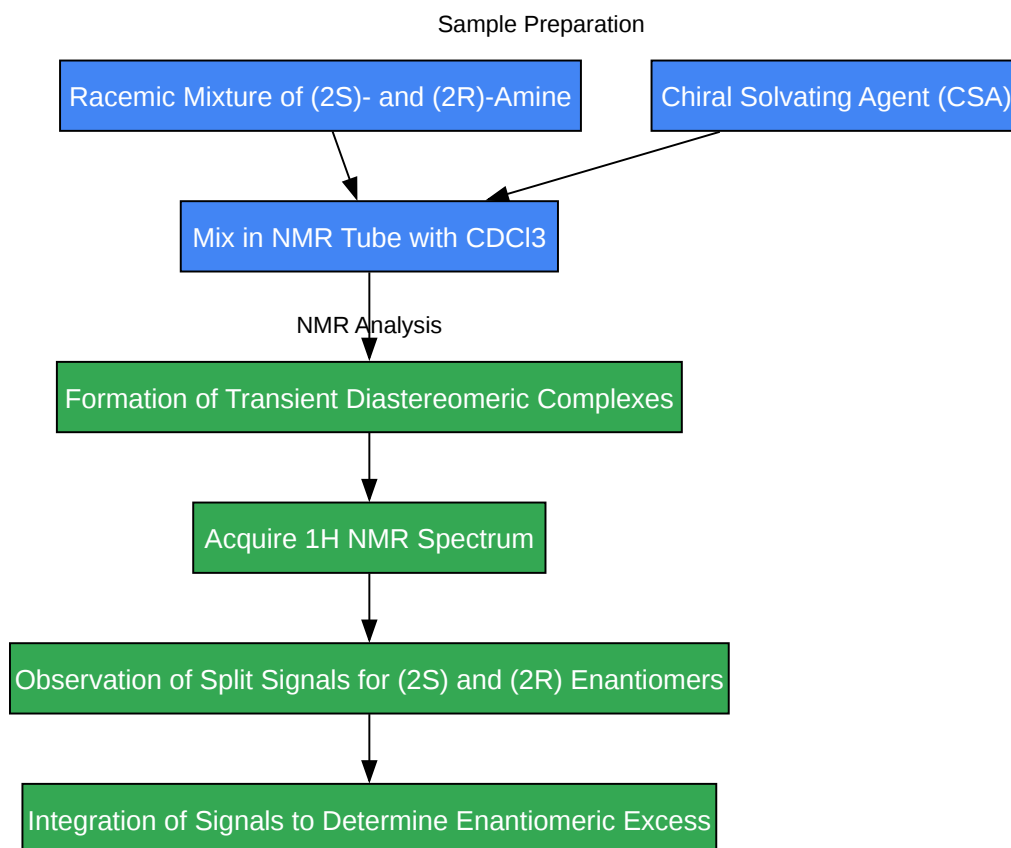 Sample Preparation
Racemic Mixture of (2S)- and (2R)-Amine
Chiral Solvating Agent (CSA)
Mix in NMR Tube with CDCl3
NMR Analysis
Formation of Transient Diastereomeric Complexes
Acquire 1H NMR Spectrum
Observation of Split Signals for (2S) and (2R) Enantiomers
Integration of Signals to Determine Enantiomeric Excess